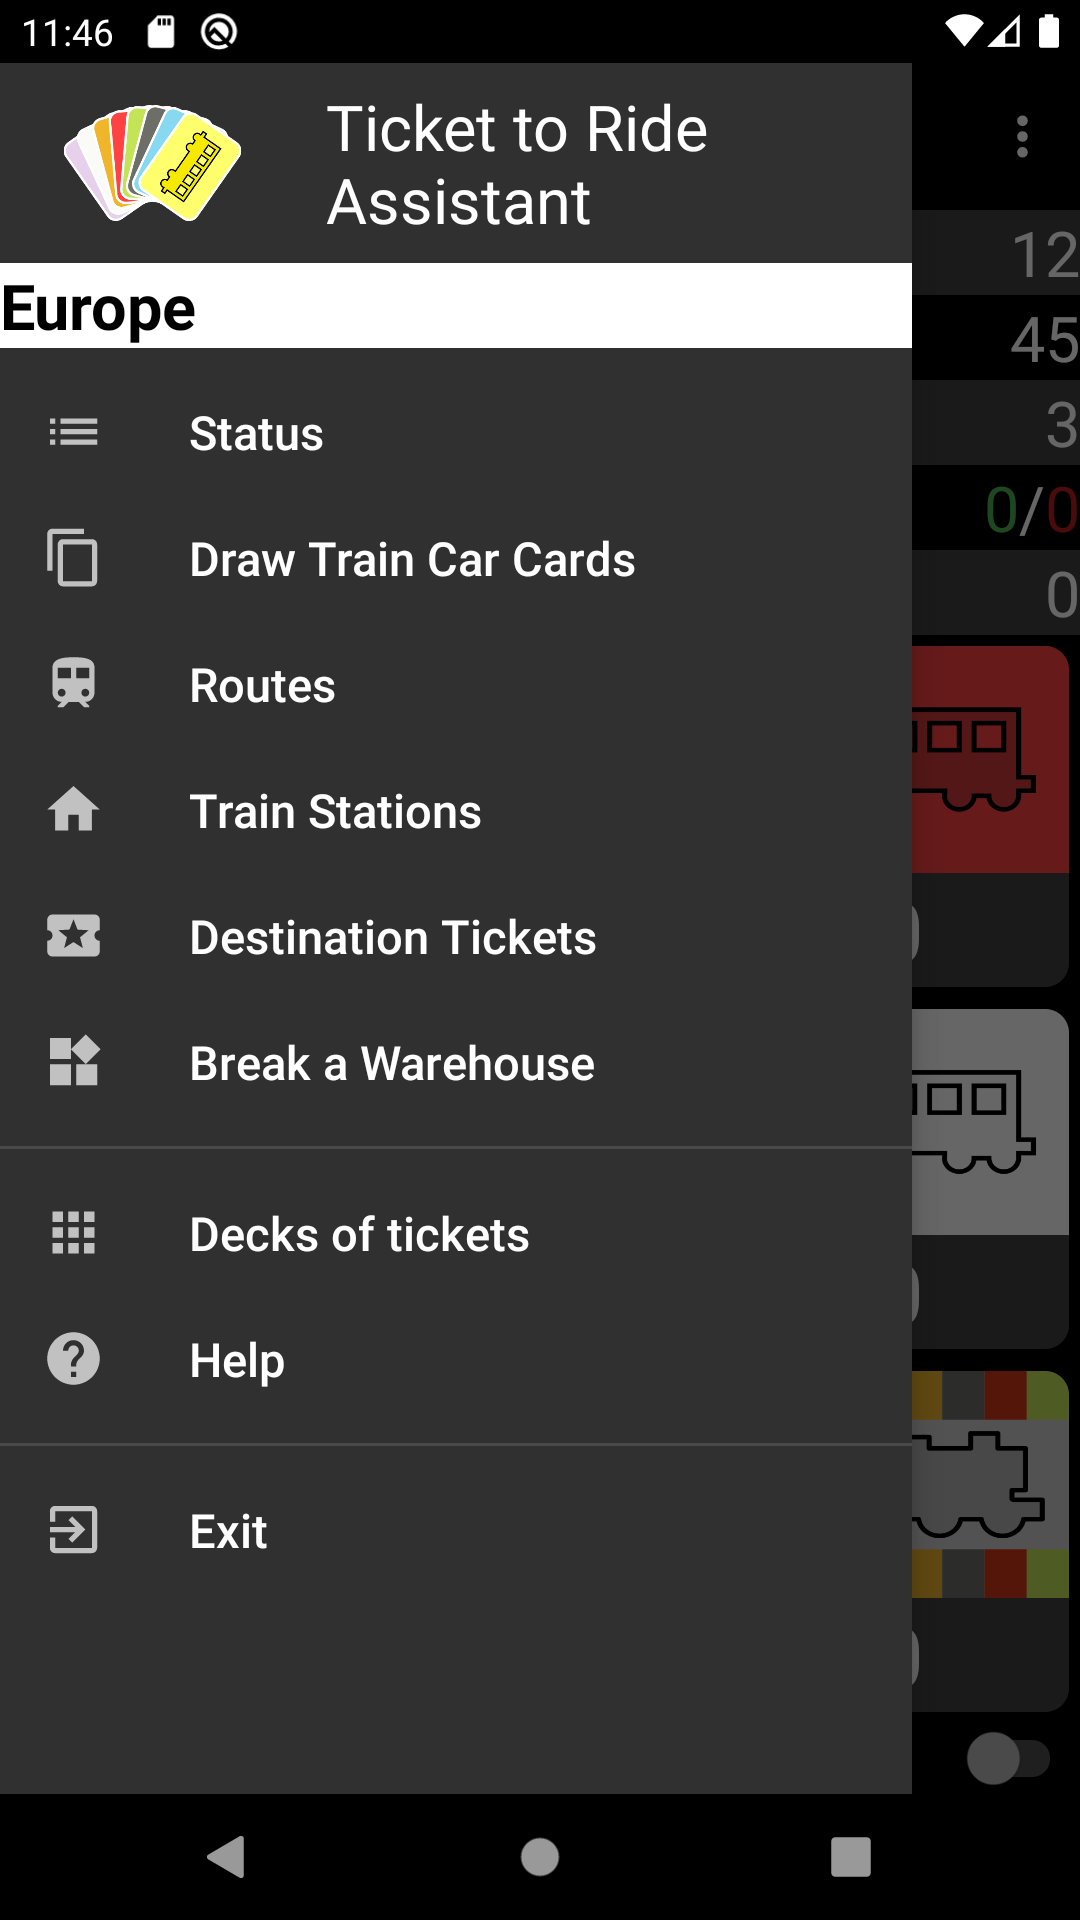 11:46
Ticket to Ride
Assistant
12
Europe
45
3
0/0
0
Status
Draw Train Car Cards
Routes
Train Stations
Destination Tickets
Break a Warehouse
Decks of tickets
Help
Exit